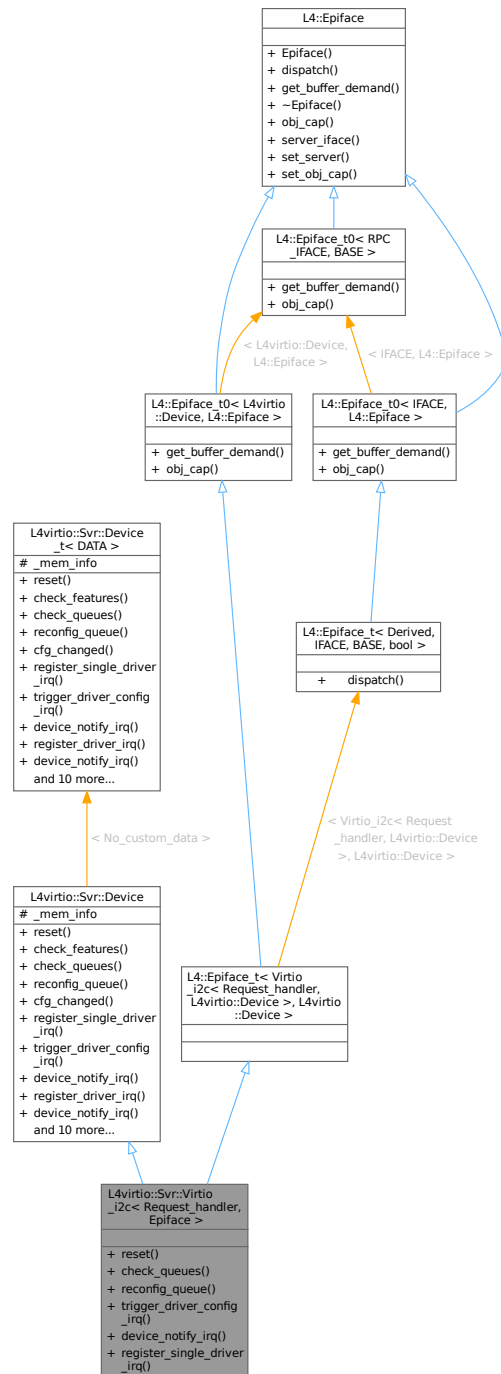 L4::Epiface
+ Epiface()
+ dispatch()
+ get_buffer_demand()
+ ~Epiface()
+ obj_cap()
+ server_iface()
+ set_server()
+ set_obj_cap()
L4::Epiface_t0< RPC
_IFACE, BASE >
+ get_buffer_demand()
+ obj_cap()
< L4virtio::Device,
L4::Epiface >
< IFACE, L4::Epiface >
L4::Epiface_t0< L4virtio
::Device, L4::Epiface >
+ get_buffer_demand()
+ obj_cap()
L4::Epiface_t0< IFACE,
L4::Epiface >
+ get_buffer_demand()
+ obj_cap()
L4virtio::Svr::Device
_t< DATA >
# _mem_info
+ reset()
+ check_features()
+ check_queues()
+ reconfig_queue()
+ cfg_changed()
+ register_single_driver
_irq()
+ trigger_driver_config
_irq()
+ device_notify_irq()
+ register_driver_irq()
+ device_notify_irq()
and 10 more...
L4::Epiface_t< Derived,
IFACE, BASE, bool >
+ dispatch()
< No_custom_data >
< Virtio_i2c< Request
_handler, L4virtio::Device
>, L4virtio::Device >
L4virtio::Svr::Device
# _mem_info
+ reset()
+ check_features()
+ check_queues()
+ reconfig_queue()
+ cfg_changed()
+ register_single_driver
_irq()
+ trigger_driver_config
_irq()
+ device_notify_irq()
+ register_driver_irq()
+ device_notify_irq()
and 10 more...
L4::Epiface_t< Virtio
_i2c< Request_handler,
L4virtio::Device >, L4virtio
::Device >
L4virtio::Svr::Virtio
_i2c< Request_handler,
Epiface >
+ reset()
+ check_queues()
+ reconfig_queue()
+ trigger_driver_config
_irq()
+ device_notify_irq()
+ register_single_driver
_irq()